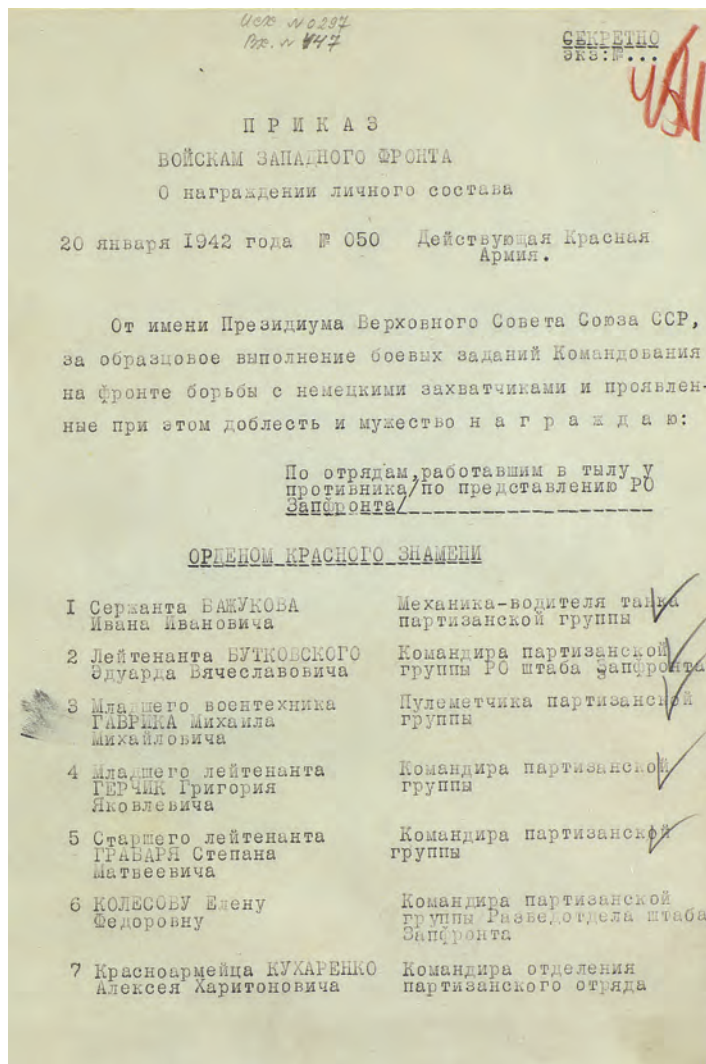 Исх № 0297
Вх. № 447
СЕКРЕТНО
экз:№...
П Р И К А З
ВОЙСКАМ ЗАПАДНОГО ФРОНТА
О награждении личного состава
20 января 1942 года № 050 Действующая Красная
Армия.
От имени Президиума Верховного Совета Союза ССР,
за образцовое выполнение боевых заданий Командования
на фронте борьбы с немецкими захватчиками и проявлен-
ные при этом доблесть и мужество н а г р а ж д а ю:
По отрядам, работавшим в тылу у
противника/по представлению РО
Запфронта/
ОРДЕНОМ КРАСНОГО ЗНАМЕНИ
I Сержанта БАЖУКОВА Механика-водителя танка
Ивана Ивановича партизанской группы
2 Лейтенанта БУТКОВСКОГО Командира партизанской
Эдуарда Вячеславовича группы РО штаба Запфронта
3 Младшего воентехника Пулеметчика партизанской
ГАВРИКА Михаила группы
Михайловича
4 Младшего лейтенанта Командира партизанской
ГЕРЧИК Григория группы
Яковлевича
5 Старшего лейтенанта Командира партизанской
ГРАБАРЯ Степана группы
Матвеевича
6 КОЛЕСОВУ Елену Командира партизанской
Федоровну группы Разведотдела штаба
Запфронта
7 Красноармейца КУХАРЕНКО Командира отделения
Алексея Харитоновича партизанского отряда